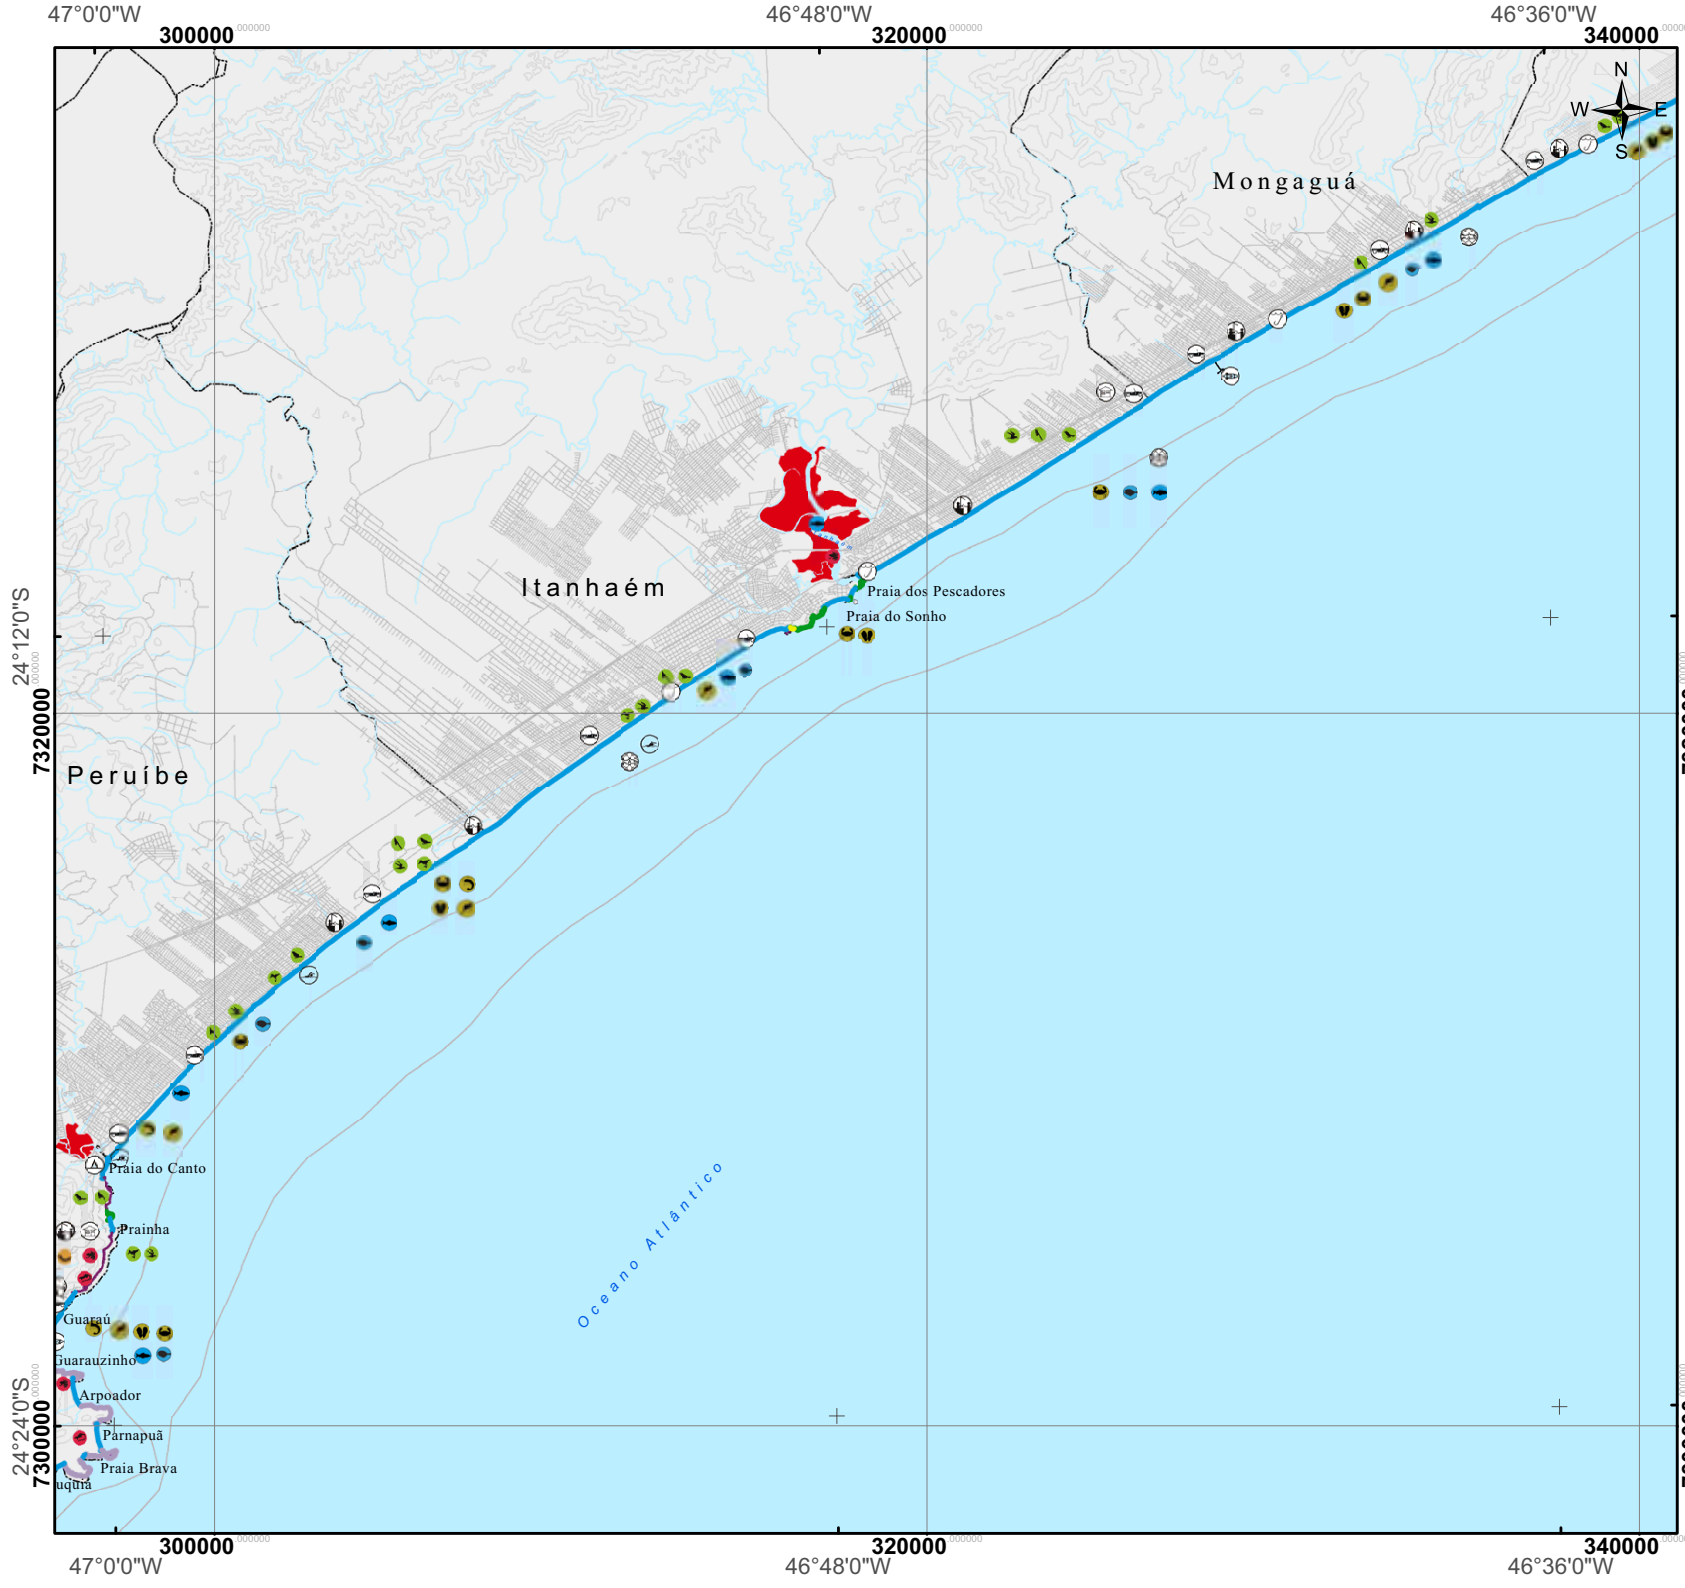 47°0'0"W
46°48'0"W
46°36'0"W
300000
320000
340000
N
W
E
S
Mongaguá
Itanhaém
Praia dos Pescadores
Praia do Sonho
24°12'0"S
7320000
Peruíbe
Praia do Canto
Prainha
Oceano Atlântico
Guaraú
Guarauzinho
Arpoador
24°24'0"S
7300000
Parnapuã
Praia Brava
uquiá
300000
320000
340000
47°0'0"W
46°48'0"W
46°36'0"W